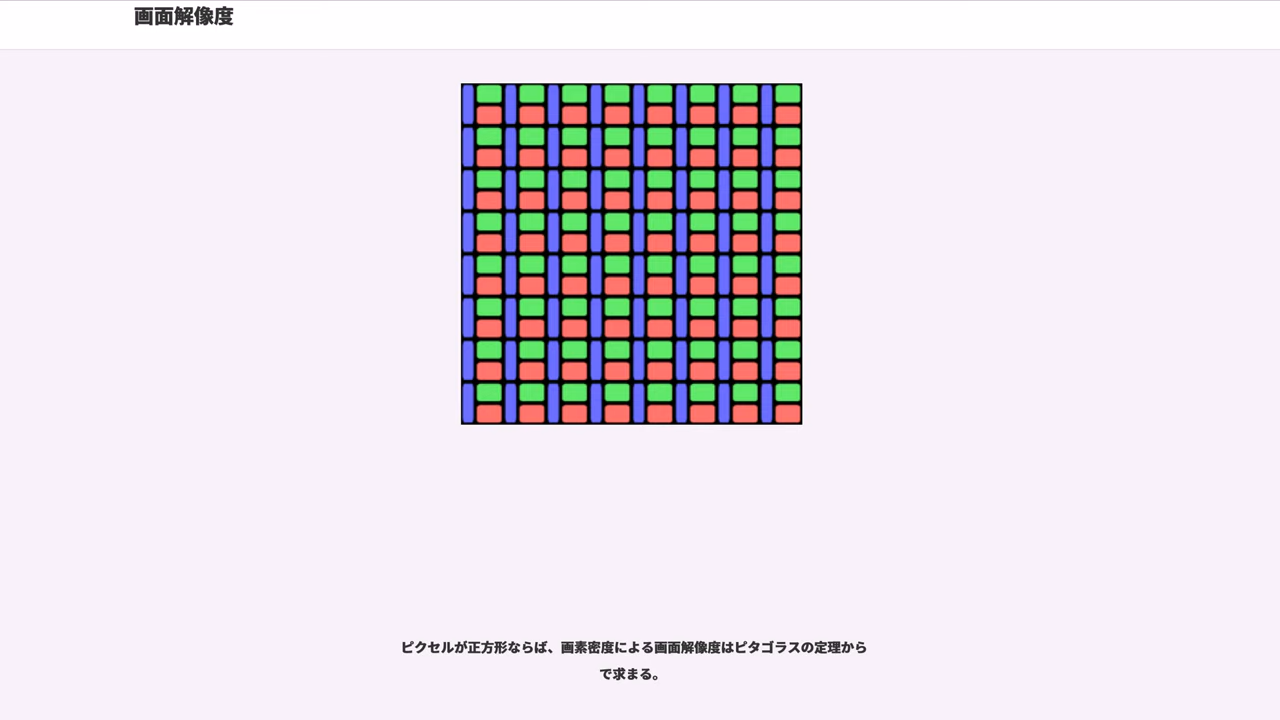 画面解像度
ピクセルが正方形ならば、画素密度による画面解像度はピタゴラスの定理から
で求まる。